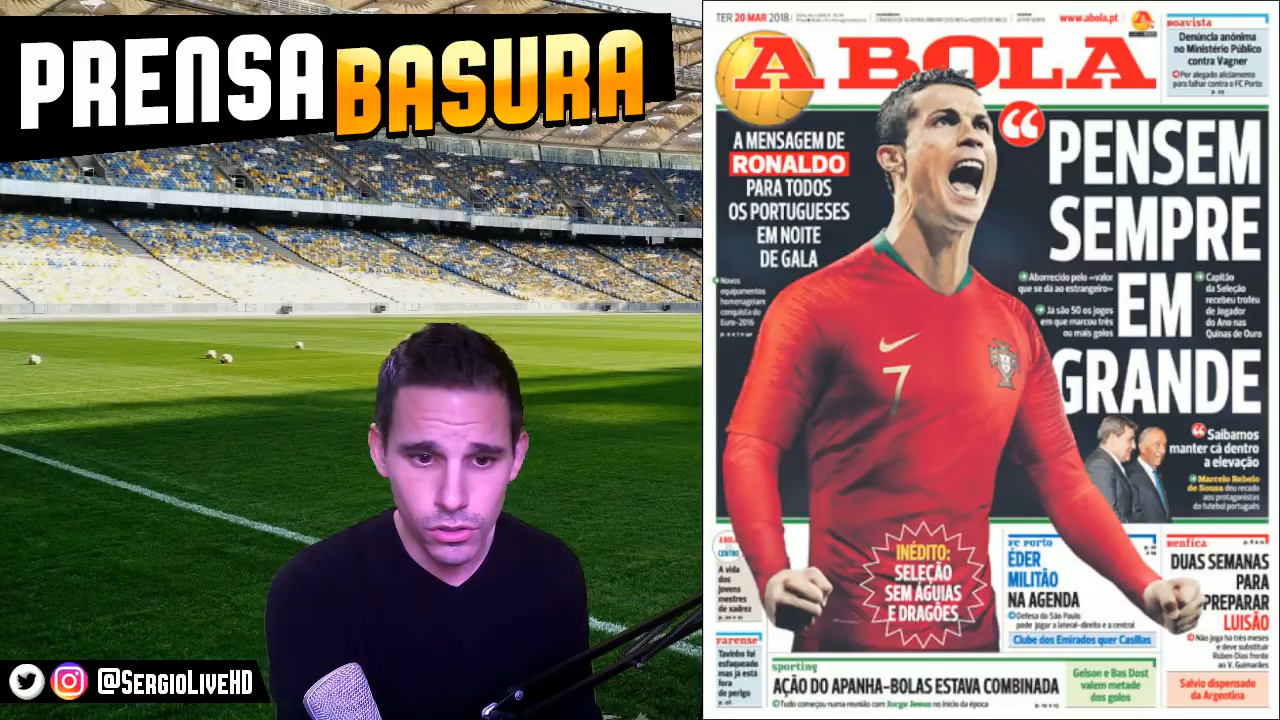 PRENSA BASURA
@SERGIOLIVEHD
TER 20 MAR 2018
www.abola.pt
A BOLA
Boavista
Denúncia anónima
no Ministério Público
contra Vagner
Por alegado aliciamento
para falhar contra o FC Porto
A MENSAGEM DE
RONALDO
PARA TODOS
OS PORTUGUESES
EM NOITE
DE GALA
Novos
equipamentos
homenageiam
conquista do
Euro-2016
“PENSEM
SEMPRE
EM
GRANDE
Aborrecido pelo «valor
que se dá ao estrangeiro»
Já são 50 os jogos
em que marcou três
ou mais golos
Capitão
da Seleção
recebeu troféu
de Jogador
do Ano nas
Quinas de Ouro
“Saibamos
manter cá dentro
a elevação
Marcelo Rebelo
de Sousa deu recado
aos protagonistas
do futebol português
7
INÉDITO:
SELEÇÃO
SEM ÁGUIAS
E DRAGÕES
CENTRO
A vida
dos
jovens
mestres
de xadrez
Farense
Tavinho foi
esfaqueado
mas já está
fora
de perigo
FC Porto
ÉDER
MILITÃO
NA AGENDA
Defesa do São Paulo
pode jogar a lateral-direito e a central
Clube dos Emirados quer Casillas
Benfica
DUAS SEMANAS
PARA
PREPARAR
LUISÃO
Não joga há três meses
e deve substituir
Rúben Dias frente
ao V. Guimarães
Salvio dispensado
da Argentina
sporting
AÇÃO DO APANHA-BOLAS ESTAVA COMBINADA
Tudo começou numa reunião com Jorge Jesus no início da época
Gelson e Bas Dost
valem metade
dos golos